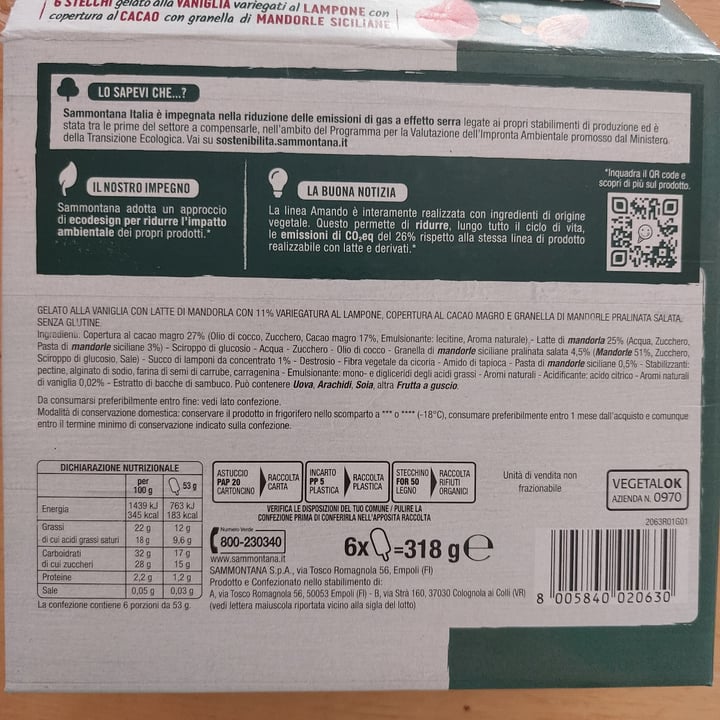 6 STECCHI gelato alla VANIGLIA variegati al LAMPONE con
copertura al CACAO con granella di MANDORLE SICILIANE
LO SAPEVI CHE...?
Sammontana Italia è impegnata nella riduzione delle emissioni di gas a effetto serra legate ai propri stabilimenti di produzione ed è
stata tra le prime del settore a compensarle, nell'ambito del Programma per la Valutazione dell'Impronta Ambientale promosso dal Ministero
della Transizione Ecologica. Vai su sostenibilita.sammontana.it
IL NOSTRO IMPEGNO
Sammontana adotta un approccio
di ecodesign per ridurre l'impatto
ambientale dei propri prodotti.*
LA BUONA NOTIZIA
La linea Amando è interamente realizzata con ingredienti di origine
vegetale. Questo permette di ridurre, lungo tutto il ciclo di vita,
le emissioni di CO₂eq del 26% rispetto alla stessa linea di prodotto
realizzabile con latte e derivati.*
*Inquadra il QR code e
scopri di più sul prodotto.
GELATO ALLA VANIGLIA CON LATTE DI MANDORLA CON 11% VARIEGATURA AL LAMPONE, COPERTURA AL CACAO MAGRO E GRANELLA DI MANDORLE PRALINATA SALATA.
SENZA GLUTINE.
Ingredienti: Copertura al cacao magro 27% (Olio di cocco, Zucchero, Cacao magro 17%, Emulsionante: lecitine, Aroma naturale) - Latte di mandorla 25% (Acqua, Zucchero,
Pasta di mandorle siciliane 3%) - Sciroppo di glucosio - Acqua - Zucchero - Olio di cocco - Granella di mandorle siciliane pralinata salata 4,5% (Mandorle 51%, Zucchero,
Sciroppo di glucosio, Sale) - Succo di lamponi da concentrato 1% - Destrosio - Fibra vegetale da cicoria - Amido di tapioca - Pasta di mandorle siciliane 0,5% - Stabilizzanti:
pectine, alginato di sodio, farina di semi di carrube, carragenina - Emulsionante: mono- e digliceridi degli acidi grassi - Aromi naturali - Acidificante: acido citrico - Aromi naturali
di vaniglia 0,02% - Estratto di bacche di sambuco. Può contenere Uova, Arachidi, Soia, altra Frutta a guscio.
Da consumarsi preferibilmente entro fine: vedi lato confezione.
Modalità di conservazione domestica: conservare il prodotto in frigorifero nello scomparto a *** o **** (-18°C), consumare preferibilmente entro 1 mese dall'acquisto e comunque
entro il termine minimo di conservazione indicato sulla confezione.
DICHIARAZIONE NUTRIZIONALE
per 100 g 53 g
Energia 1439 kJ 763 kJ
345 kcal 183 kcal
Grassi 22 g 12 g
di cui acidi grassi saturi 18 g 9,6 g
Carboidrati 32 g 17 g
di cui zuccheri 28 g 15 g
Proteine 2,2 g 1,2 g
Sale 0,05 g 0,03 g
La confezione contiene 6 porzioni da 53 g.
ASTUCCIO
PAP 20
CARTONCINO
RACCOLTA
CARTA
INCARTO
PP 5
PLASTICA
RACCOLTA
PLASTICA
STECCHINO
FOR 50
LEGNO
RACCOLTA
RIFIUTI
ORGANICI
VERIFICA LE DISPOSIZIONI DEL TUO COMUNE / PULIRE LA
CONFEZIONE PRIMA DI CONFERIRLA NELL'APPOSITA RACCOLTA
Numero Verde
800-230340
www.sammontana.it
6x =318 g e
SAMMONTANA S.p.A., via Tosco Romagnola 56, Empoli (FI)
Prodotto e Confezionato nello stabilimento di:
A, via Tosco Romagnola 56, 50053 Empoli (FI) - B, via Strà 160, 37030 Colognola ai Colli (VR)
(vedi lettera maiuscola riportata vicino alla sigla del lotto)
Unità di vendita non
frazionabile
VEGETALOK
AZIENDA N. 0970
2063R01G01
8 005840 020630